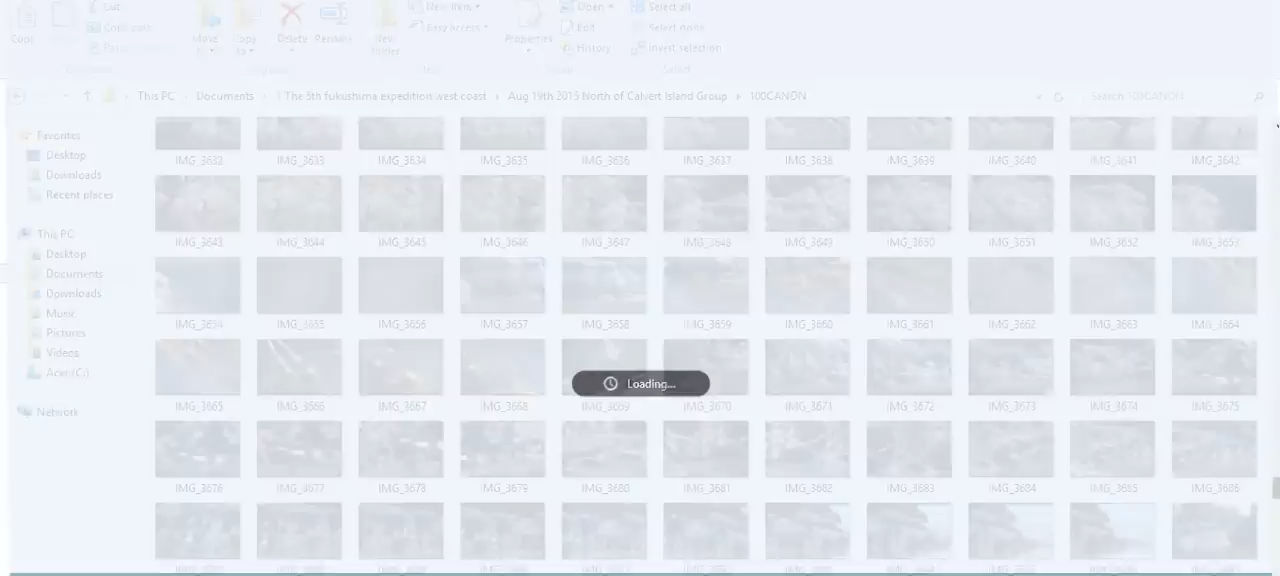 Cut
New item
Open
Select all
Copy path
Easy access
Edit
Select none
Copy
Move
Copy
Delete
Rename
New
Properties
History
Invert selection
to
to
folder
Select
This PC
Documents
1 The 5th fukushima expedition west coast
Aug 19th 2015 North of Calvert Island Group
100CANON
Search 100CANON
Favorites
Desktop
Downloads
Recent places
This PC
Desktop
Documents
Downloads
Music
Pictures
Videos
Acer (C:)
Network
IMG_3632 IMG_3633 IMG_3634 IMG_3635 IMG_3636 IMG_3637 IMG_3638 IMG_3639 IMG_3640 IMG_3641 IMG_3642
IMG_3643 IMG_3644 IMG_3645 IMG_3646 IMG_3647 IMG_3648 IMG_3649 IMG_3650 IMG_3651 IMG_3652 IMG_3653
IMG_3654 IMG_3655 IMG_3656 IMG_3657 IMG_3658 IMG_3659 IMG_3660 IMG_3661 IMG_3662 IMG_3663 IMG_3664
Loading...
IMG_3665 IMG_3666 IMG_3667 IMG_3668 IMG_3669 IMG_3670 IMG_3671 IMG_3672 IMG_3673 IMG_3674 IMG_3675
IMG_3676 IMG_3677 IMG_3678 IMG_3679 IMG_3680 IMG_3681 IMG_3682 IMG_3683 IMG_3684 IMG_3685 IMG_3686